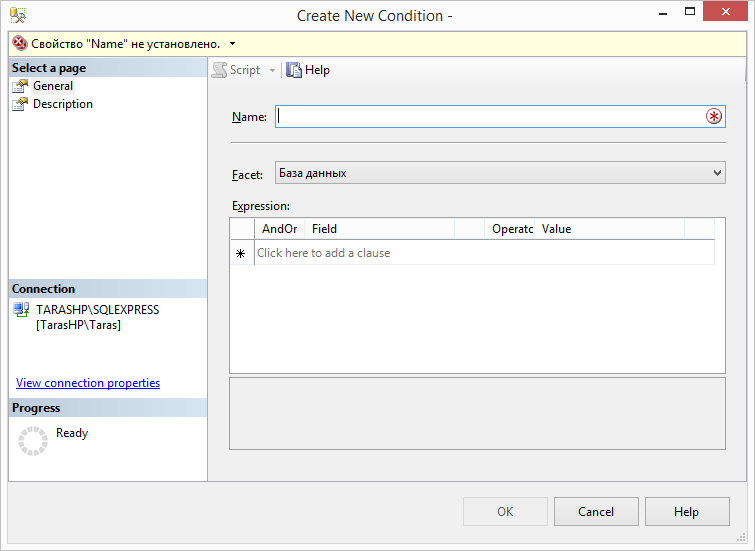 Create New Condition -
Свойство "Name" не установлено.
Select a page
General
Description
Script
Help
Name:
Facet:
База данных
Expression:
AndOr Field Operatc Value
Click here to add a clause
Connection
TARASHP\SQLEXPRESS
[TarasHP\Taras]
View connection properties
Progress
Ready
OK
Cancel
Help